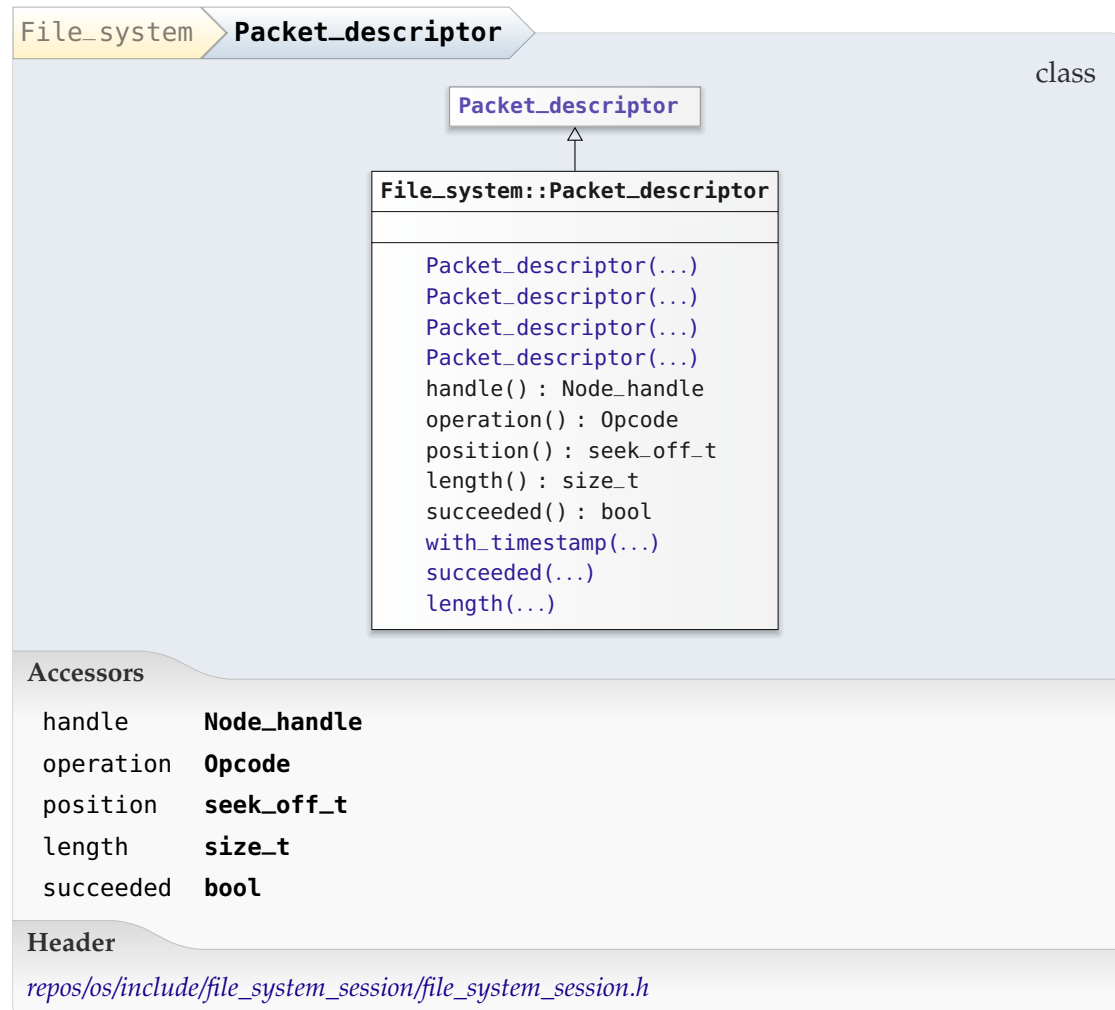 File_system Packet_descriptor
class
Packet_descriptor
File_system::Packet_descriptor
Packet_descriptor(...)
Packet_descriptor(...)
Packet_descriptor(...)
Packet_descriptor(...)
handle() : Node_handle
operation() : Opcode
position() : seek_off_t
length() : size_t
succeeded() : bool
with_timestamp(...)
succeeded(...)
length(...)
Accessors
handle Node_handle
operation Opcode
position seek_off_t
length size_t
succeeded bool
Header
repos/os/include/file_system_session/file_system_session.h